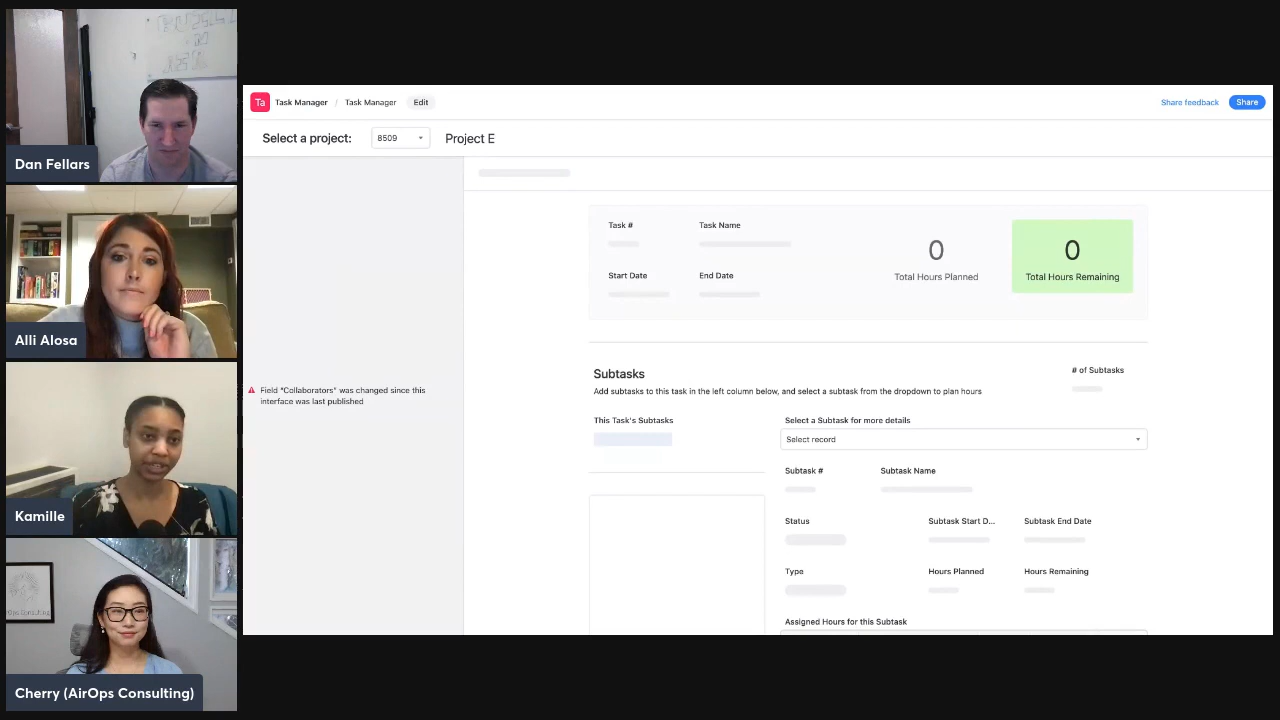 Dan Fellars
Alli Alosa
Kamille
Cherry (AirOps Consulting)
Ta Task Manager / Task Manager Edit
Share feedback Share
Select a project: 8509 Project E
Field "Collaborators" was changed since this
interface was last published
Task # Task Name
Start Date End Date
0
Total Hours Planned
0
Total Hours Remaining
Subtasks
Add subtasks to this task in the left column below, and select a subtask from the dropdown to plan hours
# of Subtasks
This Task's Subtasks
Select a Subtask for more details
Select record
Subtask # Subtask Name
Status Subtask Start D... Subtask End Date
Type Hours Planned Hours Remaining
Assigned Hours for this Subtask